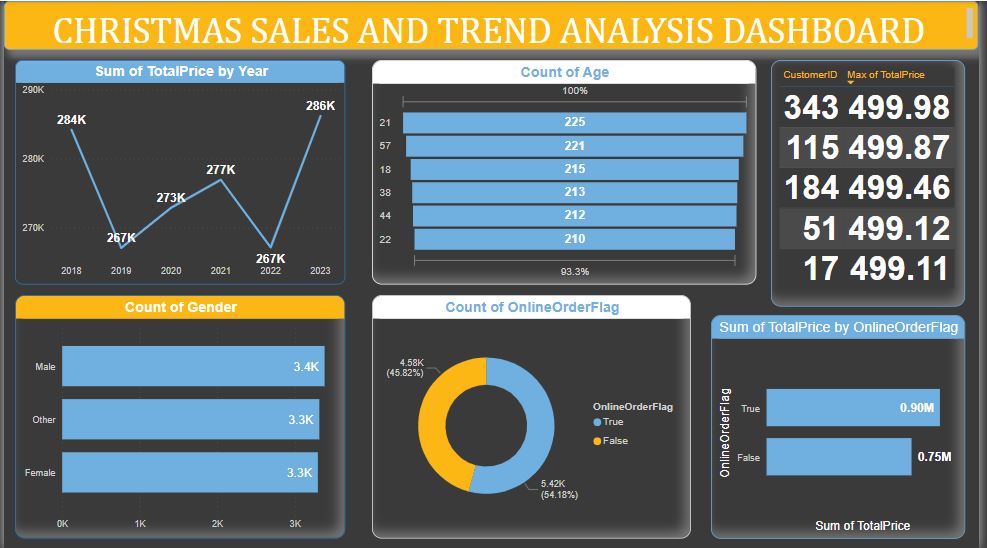 CHRISTMAS SALES AND TREND ANALYSIS DASHBOARD
Sum of TotalPrice by Year
290K
280K
270K
284K
267K
273K
277K
267K
286K
2018 2019 2020 2021 2022 2023
Count of Age
100%
21 225
57 221
18 215
38 213
44 212
22 210
93.3%
CustomerID Max of TotalPrice
343 499.98
115 499.87
184 499.46
51 499.12
17 499.11
Count of Gender
Male 3.4K
Other 3.3K
Female 3.3K
0K 1K 2K 3K
Count of OnlineOrderFlag
4.58K
(45.82%)
5.42K
(54.18%)
OnlineOrderFlag
True
False
Sum of TotalPrice by OnlineOrderFlag
OnlineOrderFlag
True 0.90M
False 0.75M
Sum of TotalPrice